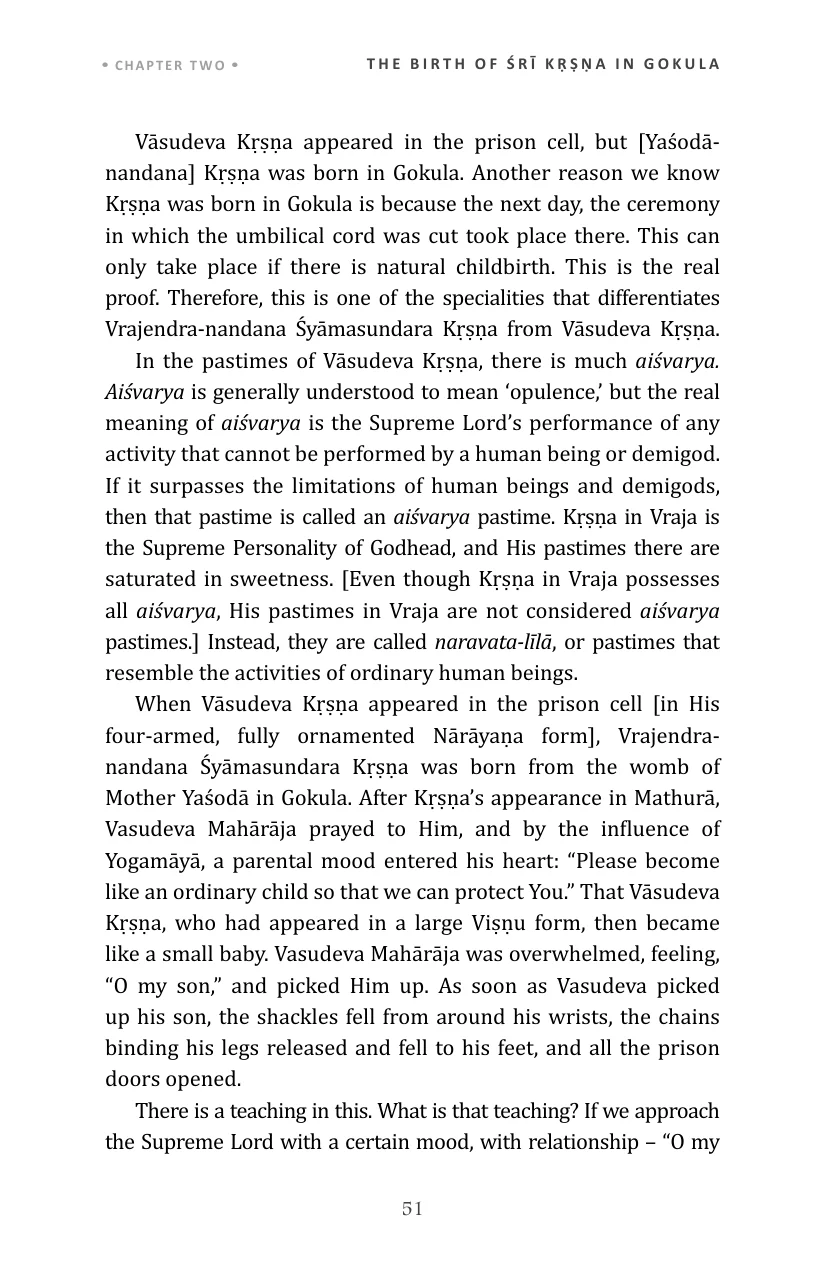 • CHAPTER TWO •
THE BIRTH OF ŚRĪ KṚṢṆA IN GOKULA
Vāsudeva Kṛṣṇa appeared in the prison cell, but [Yaśodā-
nandana] Kṛṣṇa was born in Gokula. Another reason we know
Kṛṣṇa was born in Gokula is because the next day, the ceremony
in which the umbilical cord was cut took place there. This can
only take place if there is natural childbirth. This is the real
proof. Therefore, this is one of the specialities that differentiates
Vrajendra-nandana Śyāmasundara Kṛṣṇa from Vāsudeva Kṛṣṇa.
In the pastimes of Vāsudeva Kṛṣṇa, there is much aiśvarya.
Aiśvarya is generally understood to mean ‘opulence,’ but the real
meaning of aiśvarya is the Supreme Lord’s performance of any
activity that cannot be performed by a human being or demigod.
If it surpasses the limitations of human beings and demigods,
then that pastime is called an aiśvarya pastime. Kṛṣṇa in Vraja is
the Supreme Personality of Godhead, and His pastimes there are
saturated in sweetness. [Even though Kṛṣṇa in Vraja possesses
all aiśvarya, His pastimes in Vraja are not considered aiśvarya
pastimes.] Instead, they are called naravata-līlā, or pastimes that
resemble the activities of ordinary human beings.
When Vāsudeva Kṛṣṇa appeared in the prison cell [in His
four-armed, fully ornamented Nārāyaṇa form], Vrajendra-
nandana Śyāmasundara Kṛṣṇa was born from the womb of
Mother Yaśodā in Gokula. After Kṛṣṇa’s appearance in Mathurā,
Vasudeva Mahārāja prayed to Him, and by the influence of
Yogamāyā, a parental mood entered his heart: “Please become
like an ordinary child so that we can protect You.” That Vāsudeva
Kṛṣṇa, who had appeared in a large Viṣṇu form, then became
like a small baby. Vasudeva Mahārāja was overwhelmed, feeling,
“O my son,” and picked Him up. As soon as Vasudeva picked
up his son, the shackles fell from around his wrists, the chains
binding his legs released and fell to his feet, and all the prison
doors opened.
There is a teaching in this. What is that teaching? If we approach
the Supreme Lord with a certain mood, with relationship – “O my
51